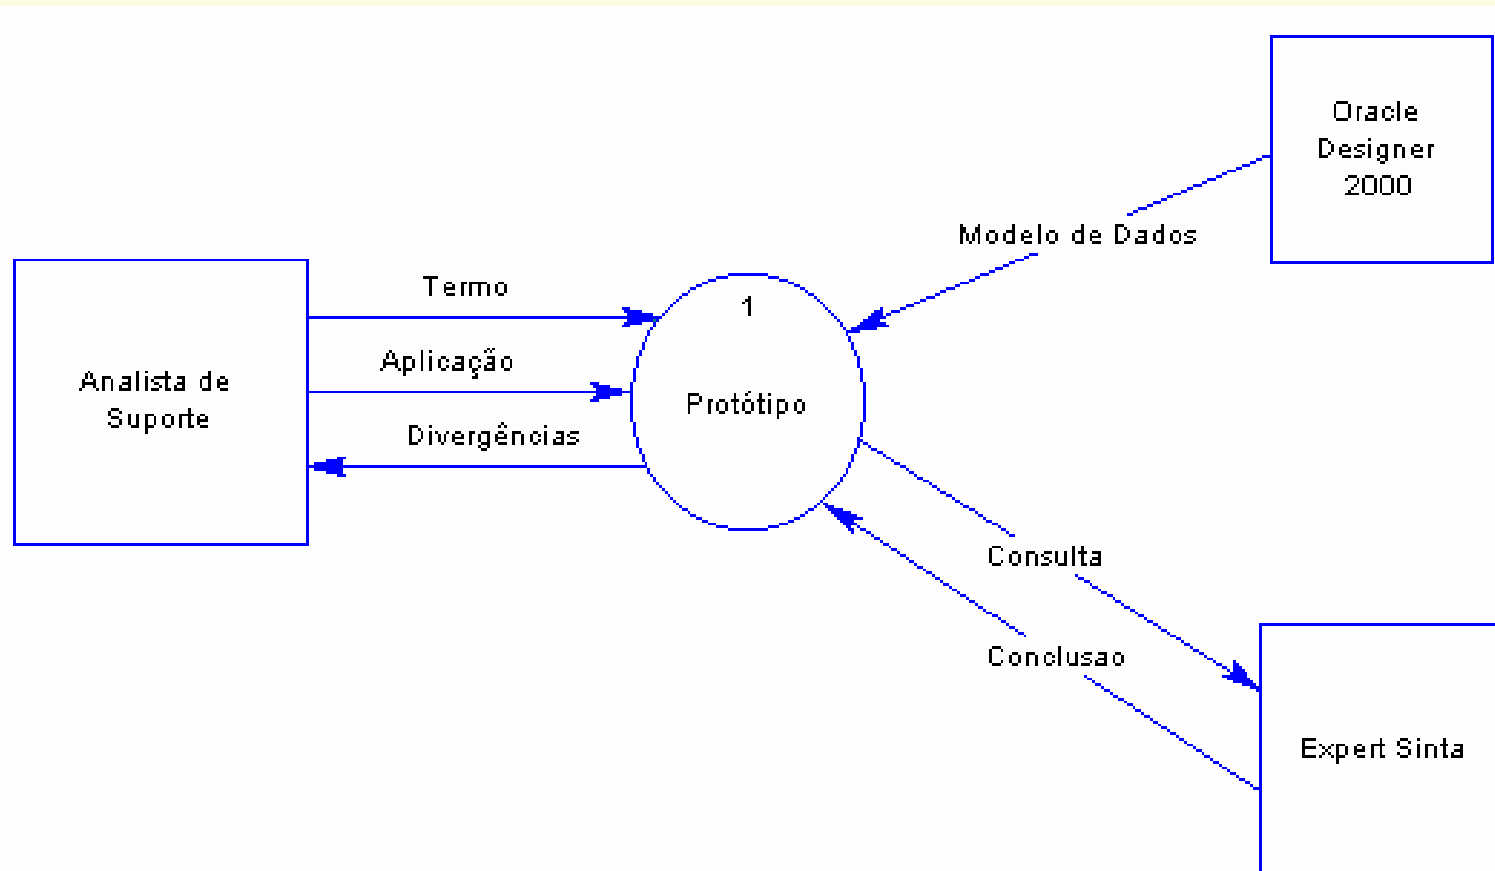 Oracle
Designer
2000
Modelo de Dados
Termo
1
Aplicação
Analista de
Suporte
Protótipo
Divergências
Consulta
Conclusao
Expert Sinta